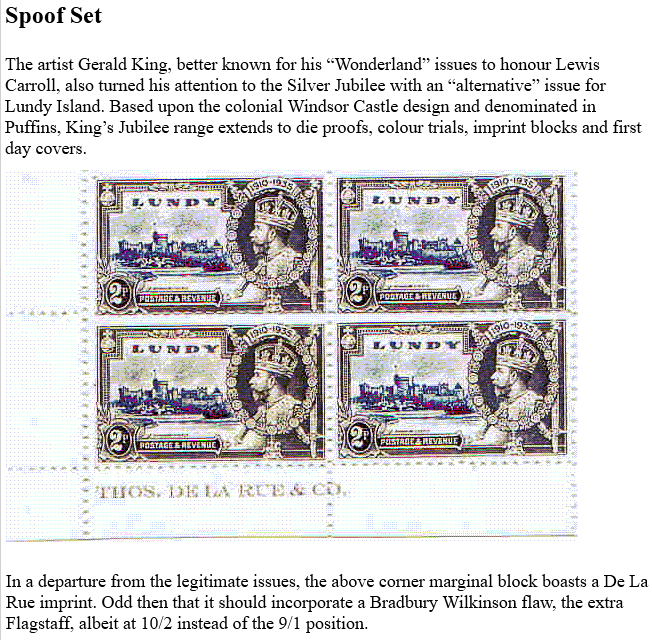 Spoof Set
The artist Gerald King, better known for his “Wonderland” issues to honour Lewis
Carroll, also turned his attention to the Silver Jubilee with an “alternative” issue for
Lundy Island. Based upon the colonial Windsor Castle design and denominated in
Puffins, King’s Jubilee range extends to die proofs, colour trials, imprint blocks and first
day covers.
1910-1935
LUNDY
POSTAGE & REVENUE
1910-1935
LUNDY
POSTAGE & REVENUE
1910-1935
LUNDY
POSTAGE & REVENUE
1910-1935
LUNDY
POSTAGE & REVENUE
THOS. DE LA RUE & CO.
In a departure from the legitimate issues, the above corner marginal block boasts a De La
Rue imprint. Odd then that it should incorporate a Bradbury Wilkinson flaw, the extra
Flagstaff, albeit at 10/2 instead of the 9/1 position.